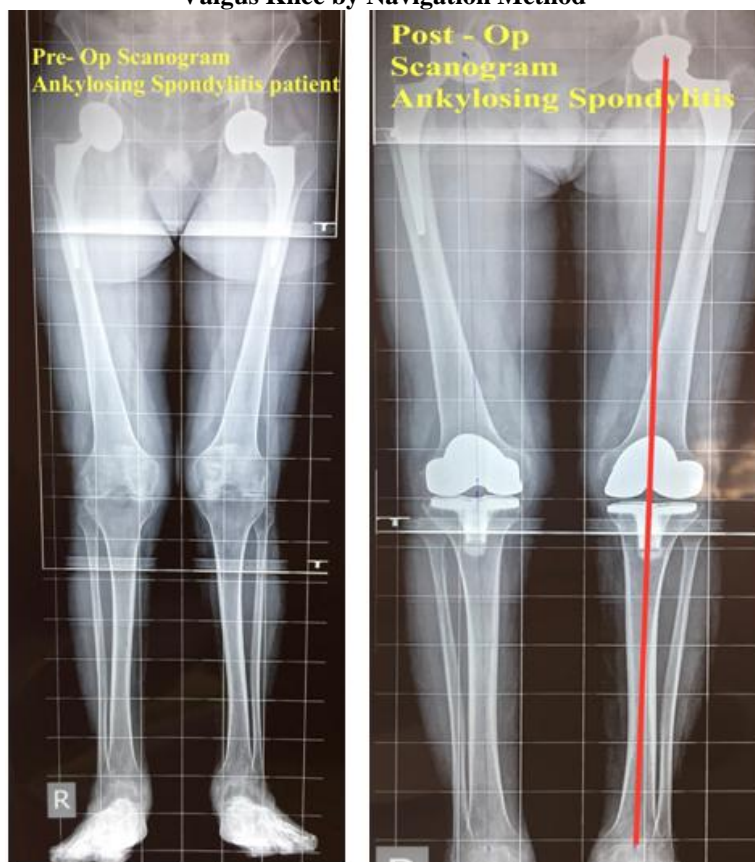 Valgus Knee by Navigation Method
Pre- Op Scanogram
Ankylosing Spondylitis patient
Post - Op
Scanogram
Ankylosing Spondylitis
R